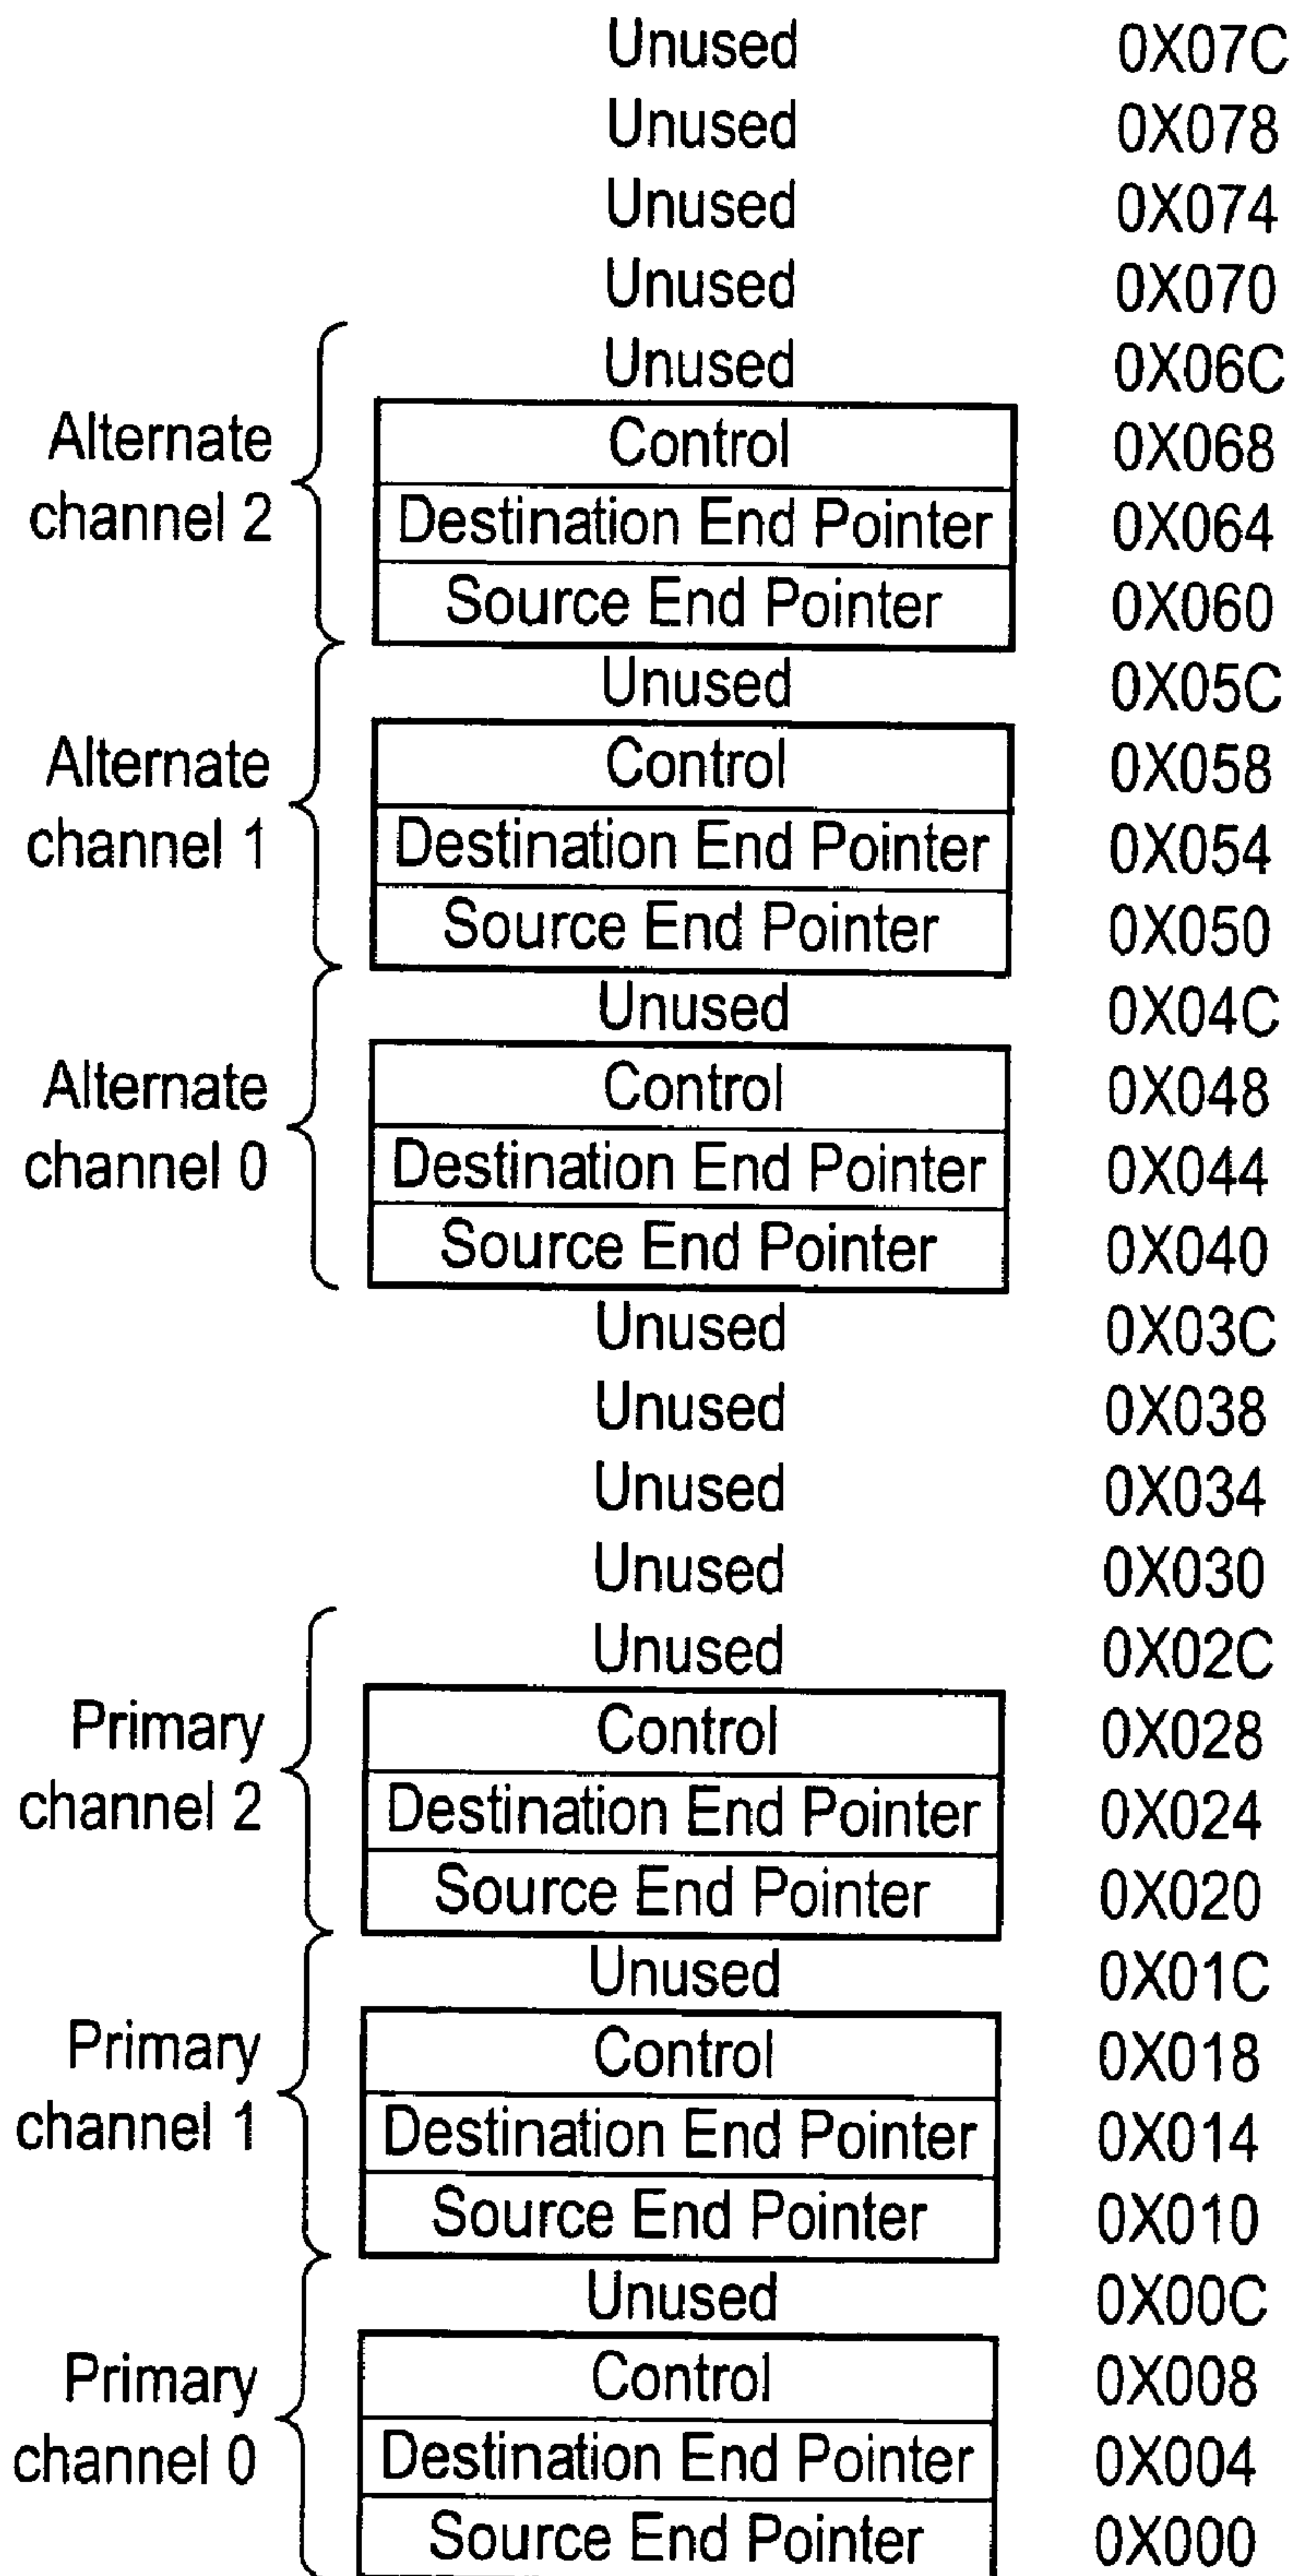 Unused 0X07C
Unused 0X078
Unused 0X074
Unused 0X070
Unused 0X06C
Alternate channel 2
Control 0X068
Destination End Pointer 0X064
Source End Pointer 0X060
Unused 0X05C
Alternate channel 1
Control 0X058
Destination End Pointer 0X054
Source End Pointer 0X050
Unused 0X04C
Alternate channel 0
Control 0X048
Destination End Pointer 0X044
Source End Pointer 0X040
Unused 0X03C
Unused 0X038
Unused 0X034
Unused 0X030
Unused 0X02C
Primary channel 2
Control 0X028
Destination End Pointer 0X024
Source End Pointer 0X020
Unused 0X01C
Primary channel 1
Control 0X018
Destination End Pointer 0X014
Source End Pointer 0X010
Unused 0X00C
Primary channel 0
Control 0X008
Destination End Pointer 0X004
Source End Pointer 0X000